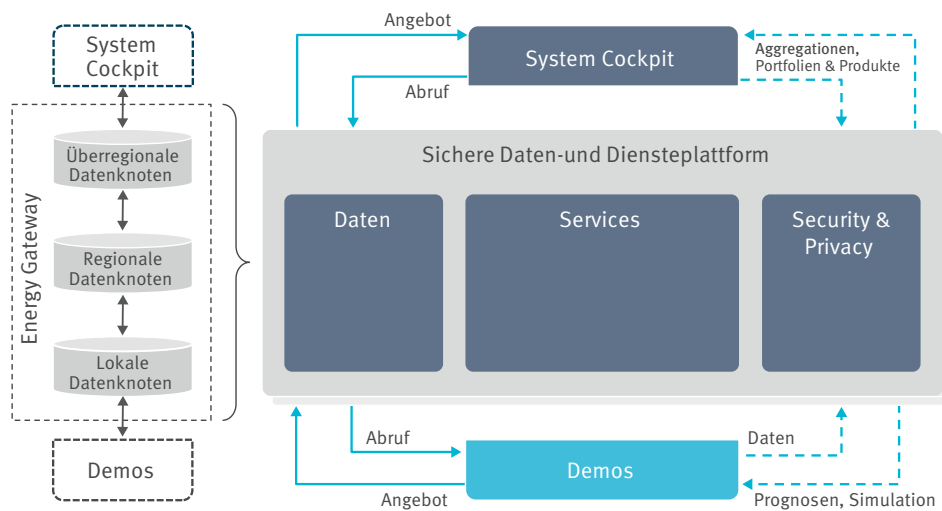 System
Cockpit
Energy Gateway
Überregionale
Datenknoten
Regionale
Datenknoten
Lokale
Datenknoten
Demos
Angebot
System Cockpit
Aggregationen,
Portfolien & Produkte
Abruf
Sichere Daten-und Diensteplattform
Daten
Services
Security &
Privacy
Abruf
Demos
Daten
Angebot
Prognosen, Simulation